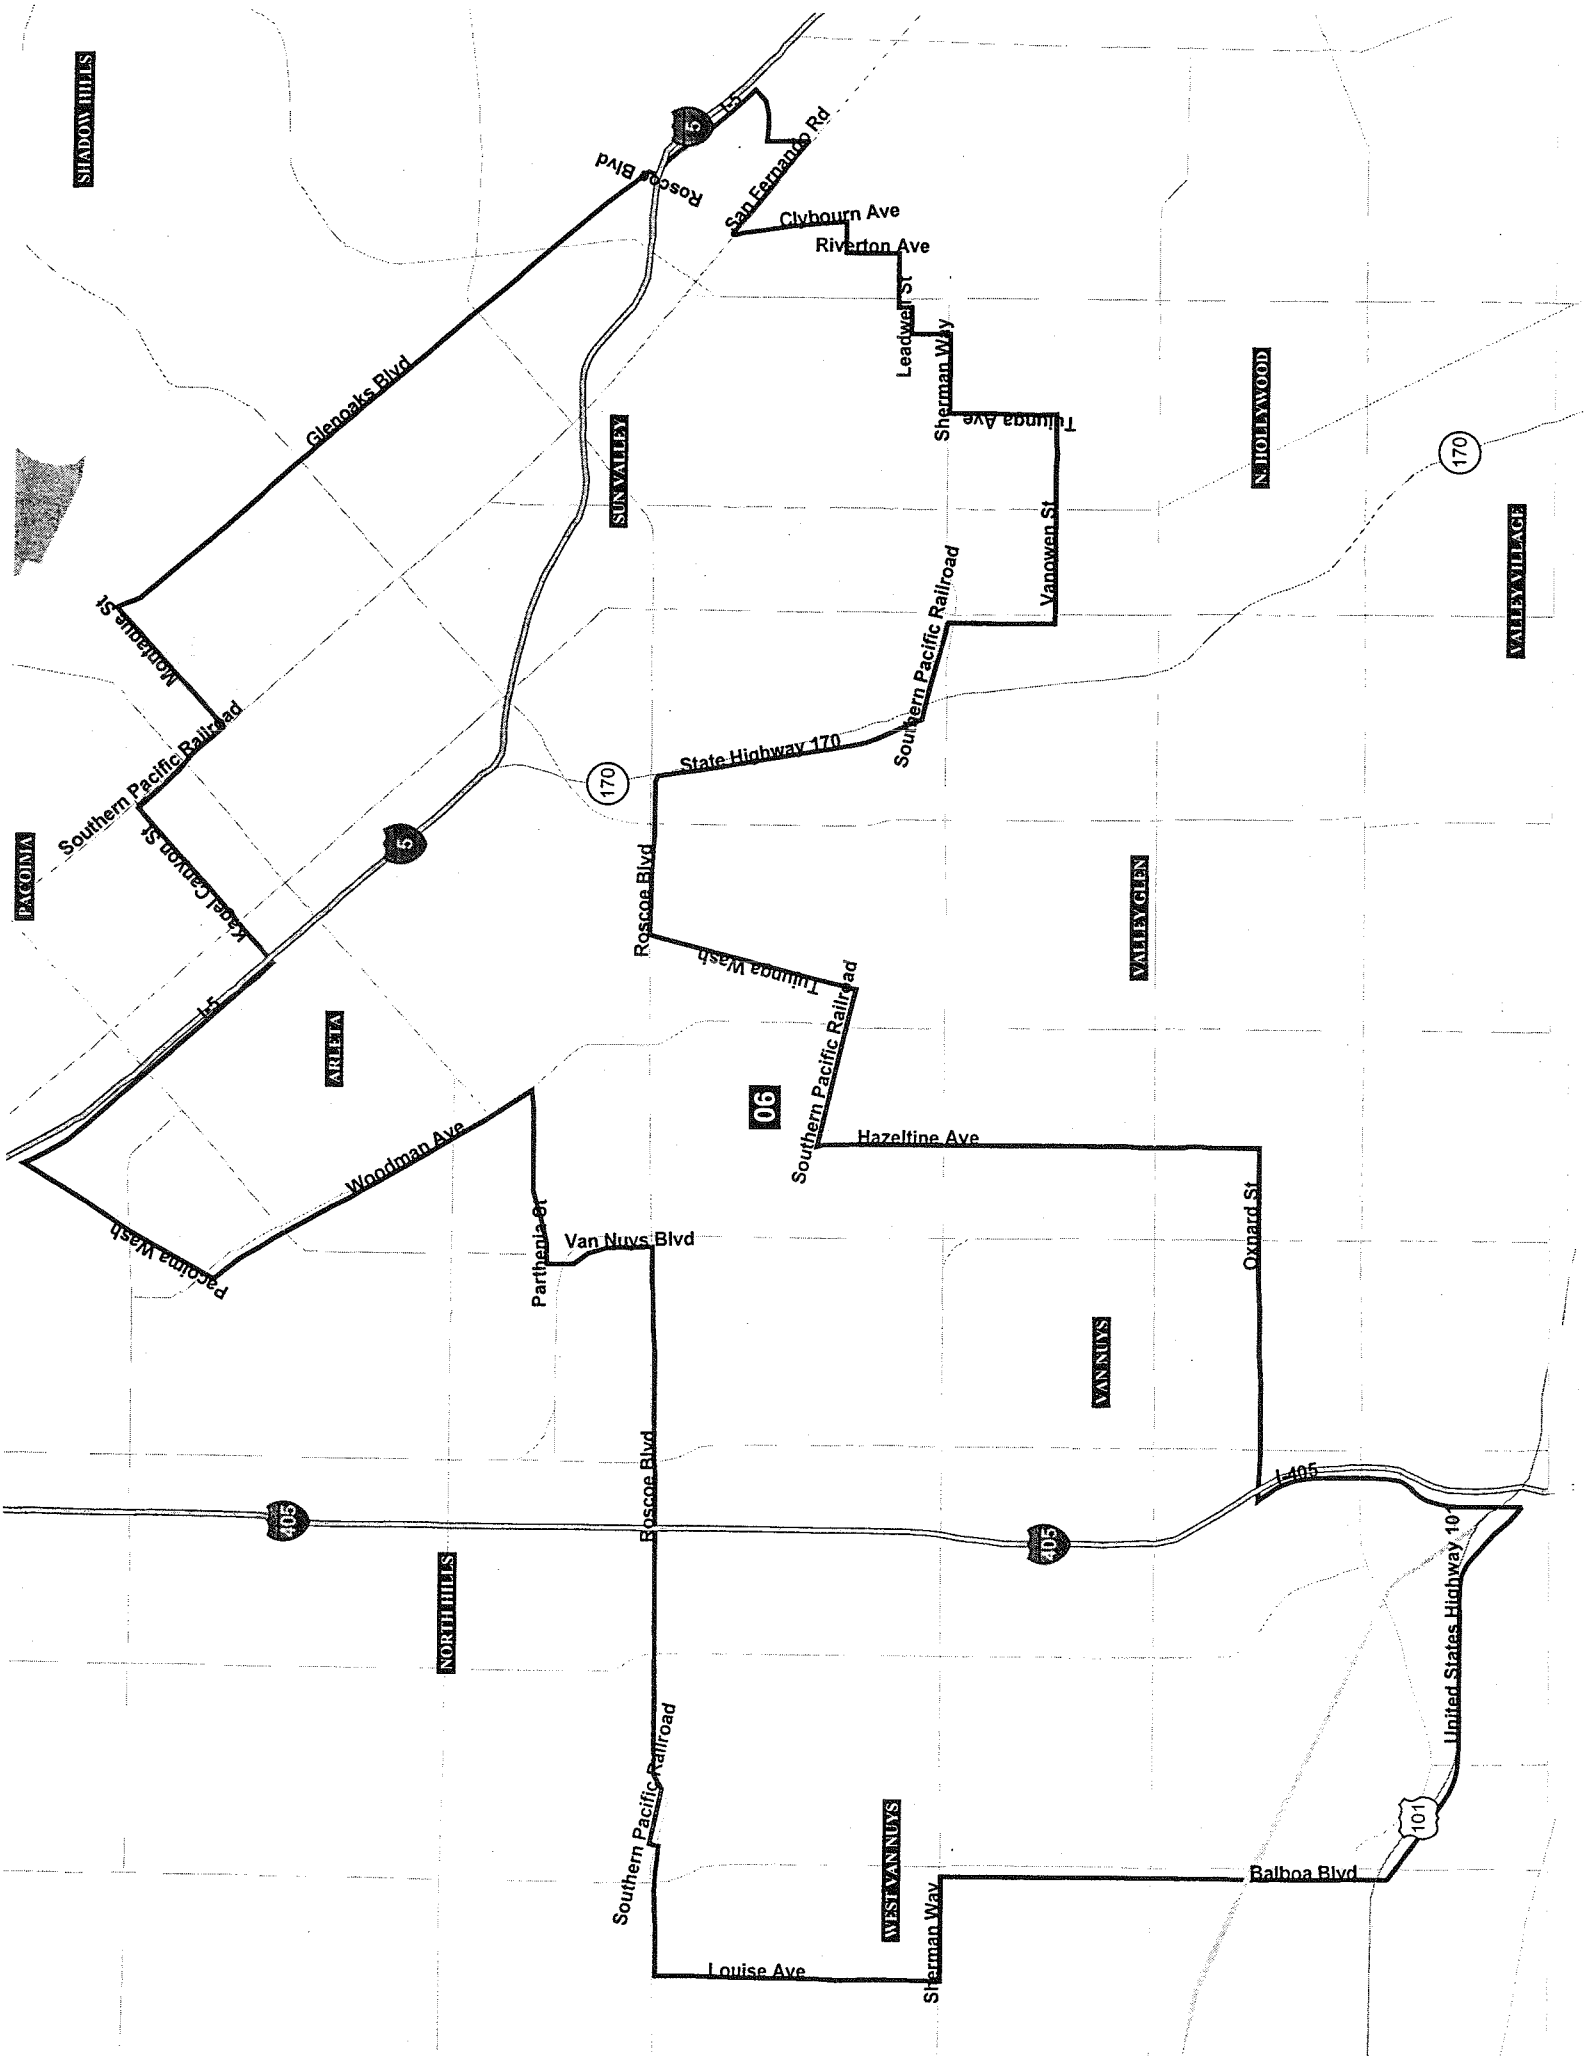 SHADOW HILLS
5
I-5
Roscoe Blvd
San Fernando Rd
Clybourn Ave
Riverton Ave
Leadwell St
Sherman Way
Tujunga Ave
Vanowen St
Glenoaks Blvd
SUN VALLEY
N. HOLLYWOOD
170
VALLEY VILLAGE
Montague St
Southern Pacific Railroad
Southern Pacific Railroad
State Highway 170
170
PACOIMA
Kagel Canyon St
5
Roscoe Blvd
Tujunga Wash
VALLEY GLEN
I-5
ARLETA
06
Southern Pacific Railroad
Hazeltine Ave
Woodman Ave
Pacoima Wash
Parthenia St
Van Nuys Blvd
Oxnard St
VAN NUYS
Roscoe Blvd
I-405
405
405
NORTH HILLS
United States Highway 101
Southern Pacific Railroad
WEST VAN NUYS
101
Balboa Blvd
Sherman Way
Louise Ave